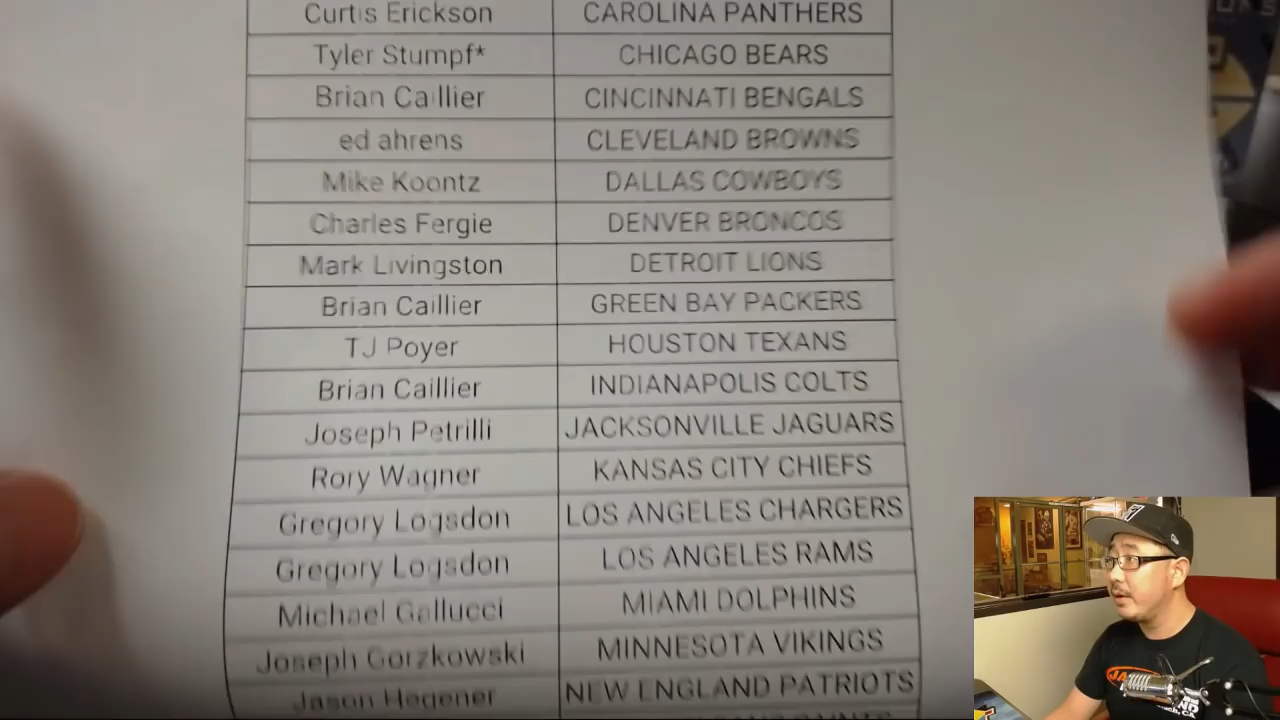 Curtis Erickson CAROLINA PANTHERS
Tyler Stumpf* CHICAGO BEARS
Brian Caillier CINCINNATI BENGALS
ed ahrens CLEVELAND BROWNS
Mike Koontz DALLAS COWBOYS
Charles Fergie DENVER BRONCOS
Mark Livingston DETROIT LIONS
Brian Caillier GREEN BAY PACKERS
TJ Poyer HOUSTON TEXANS
Brian Caillier INDIANAPOLIS COLTS
Joseph Petrilli JACKSONVILLE JAGUARS
Rory Wagner KANSAS CITY CHIEFS
Gregory Logsdon LOS ANGELES CHARGERS
Gregory Logsdon LOS ANGELES RAMS
Michael Gallucci MIAMI DOLPHINS
Joseph Gorzkowski MINNESOTA VIKINGS
Jason Hegener NEW ENGLAND PATRIOTS